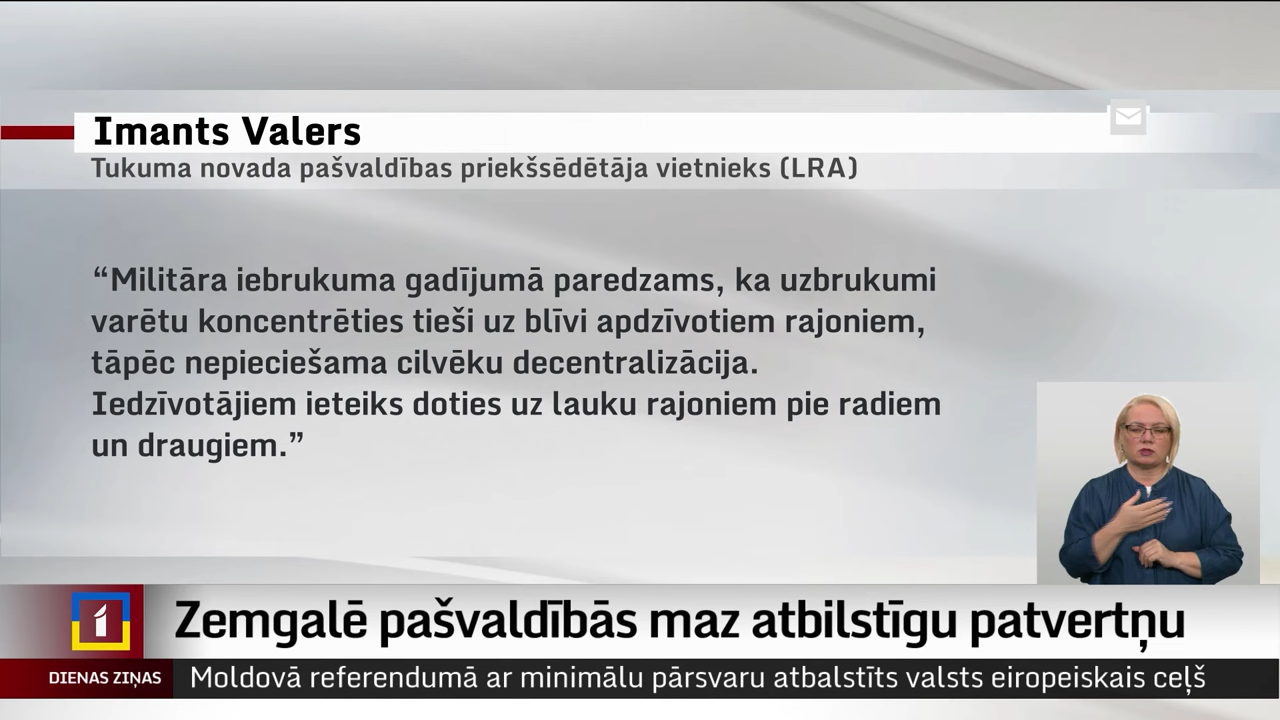 Imants Valers
Tukuma novada pašvaldības priekšsēdētāja vietnieks (LRA)
“Militāra iebrukuma gadījumā paredzams, ka uzbrukumi
varētu koncentrēties tieši uz blīvi apdzīvotiem rajoniem,
tāpēc nepieciešama cilvēku decentralizācija.
Iedzīvotājiem ieteiks doties uz lauku rajoniem pie radiem
un draugiem.”
1
Zemgalē pašvaldībās maz atbilstīgu patvertņu
DIENAS ZIŅAS
Moldovā referendumā ar minimālu pārsvaru atbalstīts valsts eiropeiskais ceļš